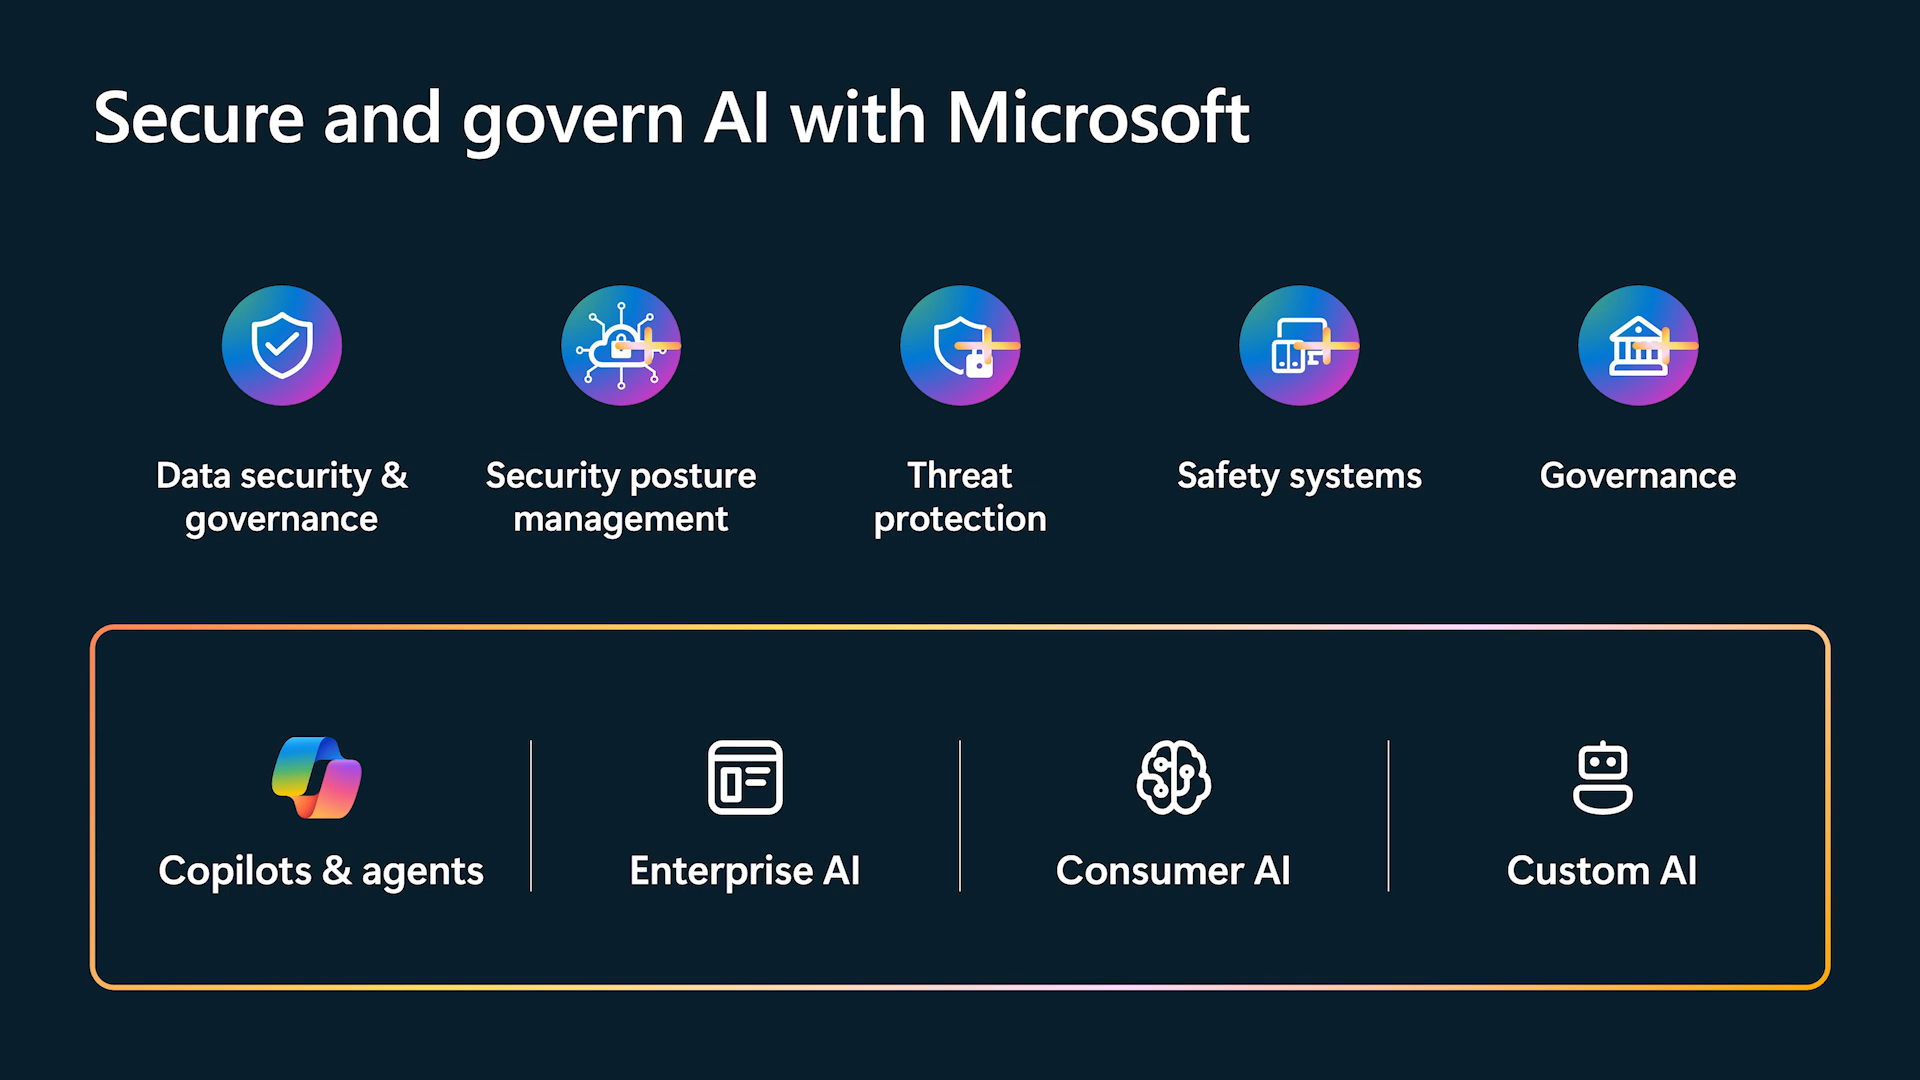 Secure and govern AI with Microsoft
Data security &
governance
Security posture
management
Threat
protection
Safety systems
Governance
Copilots & agents
Enterprise AI
Consumer AI
Custom AI